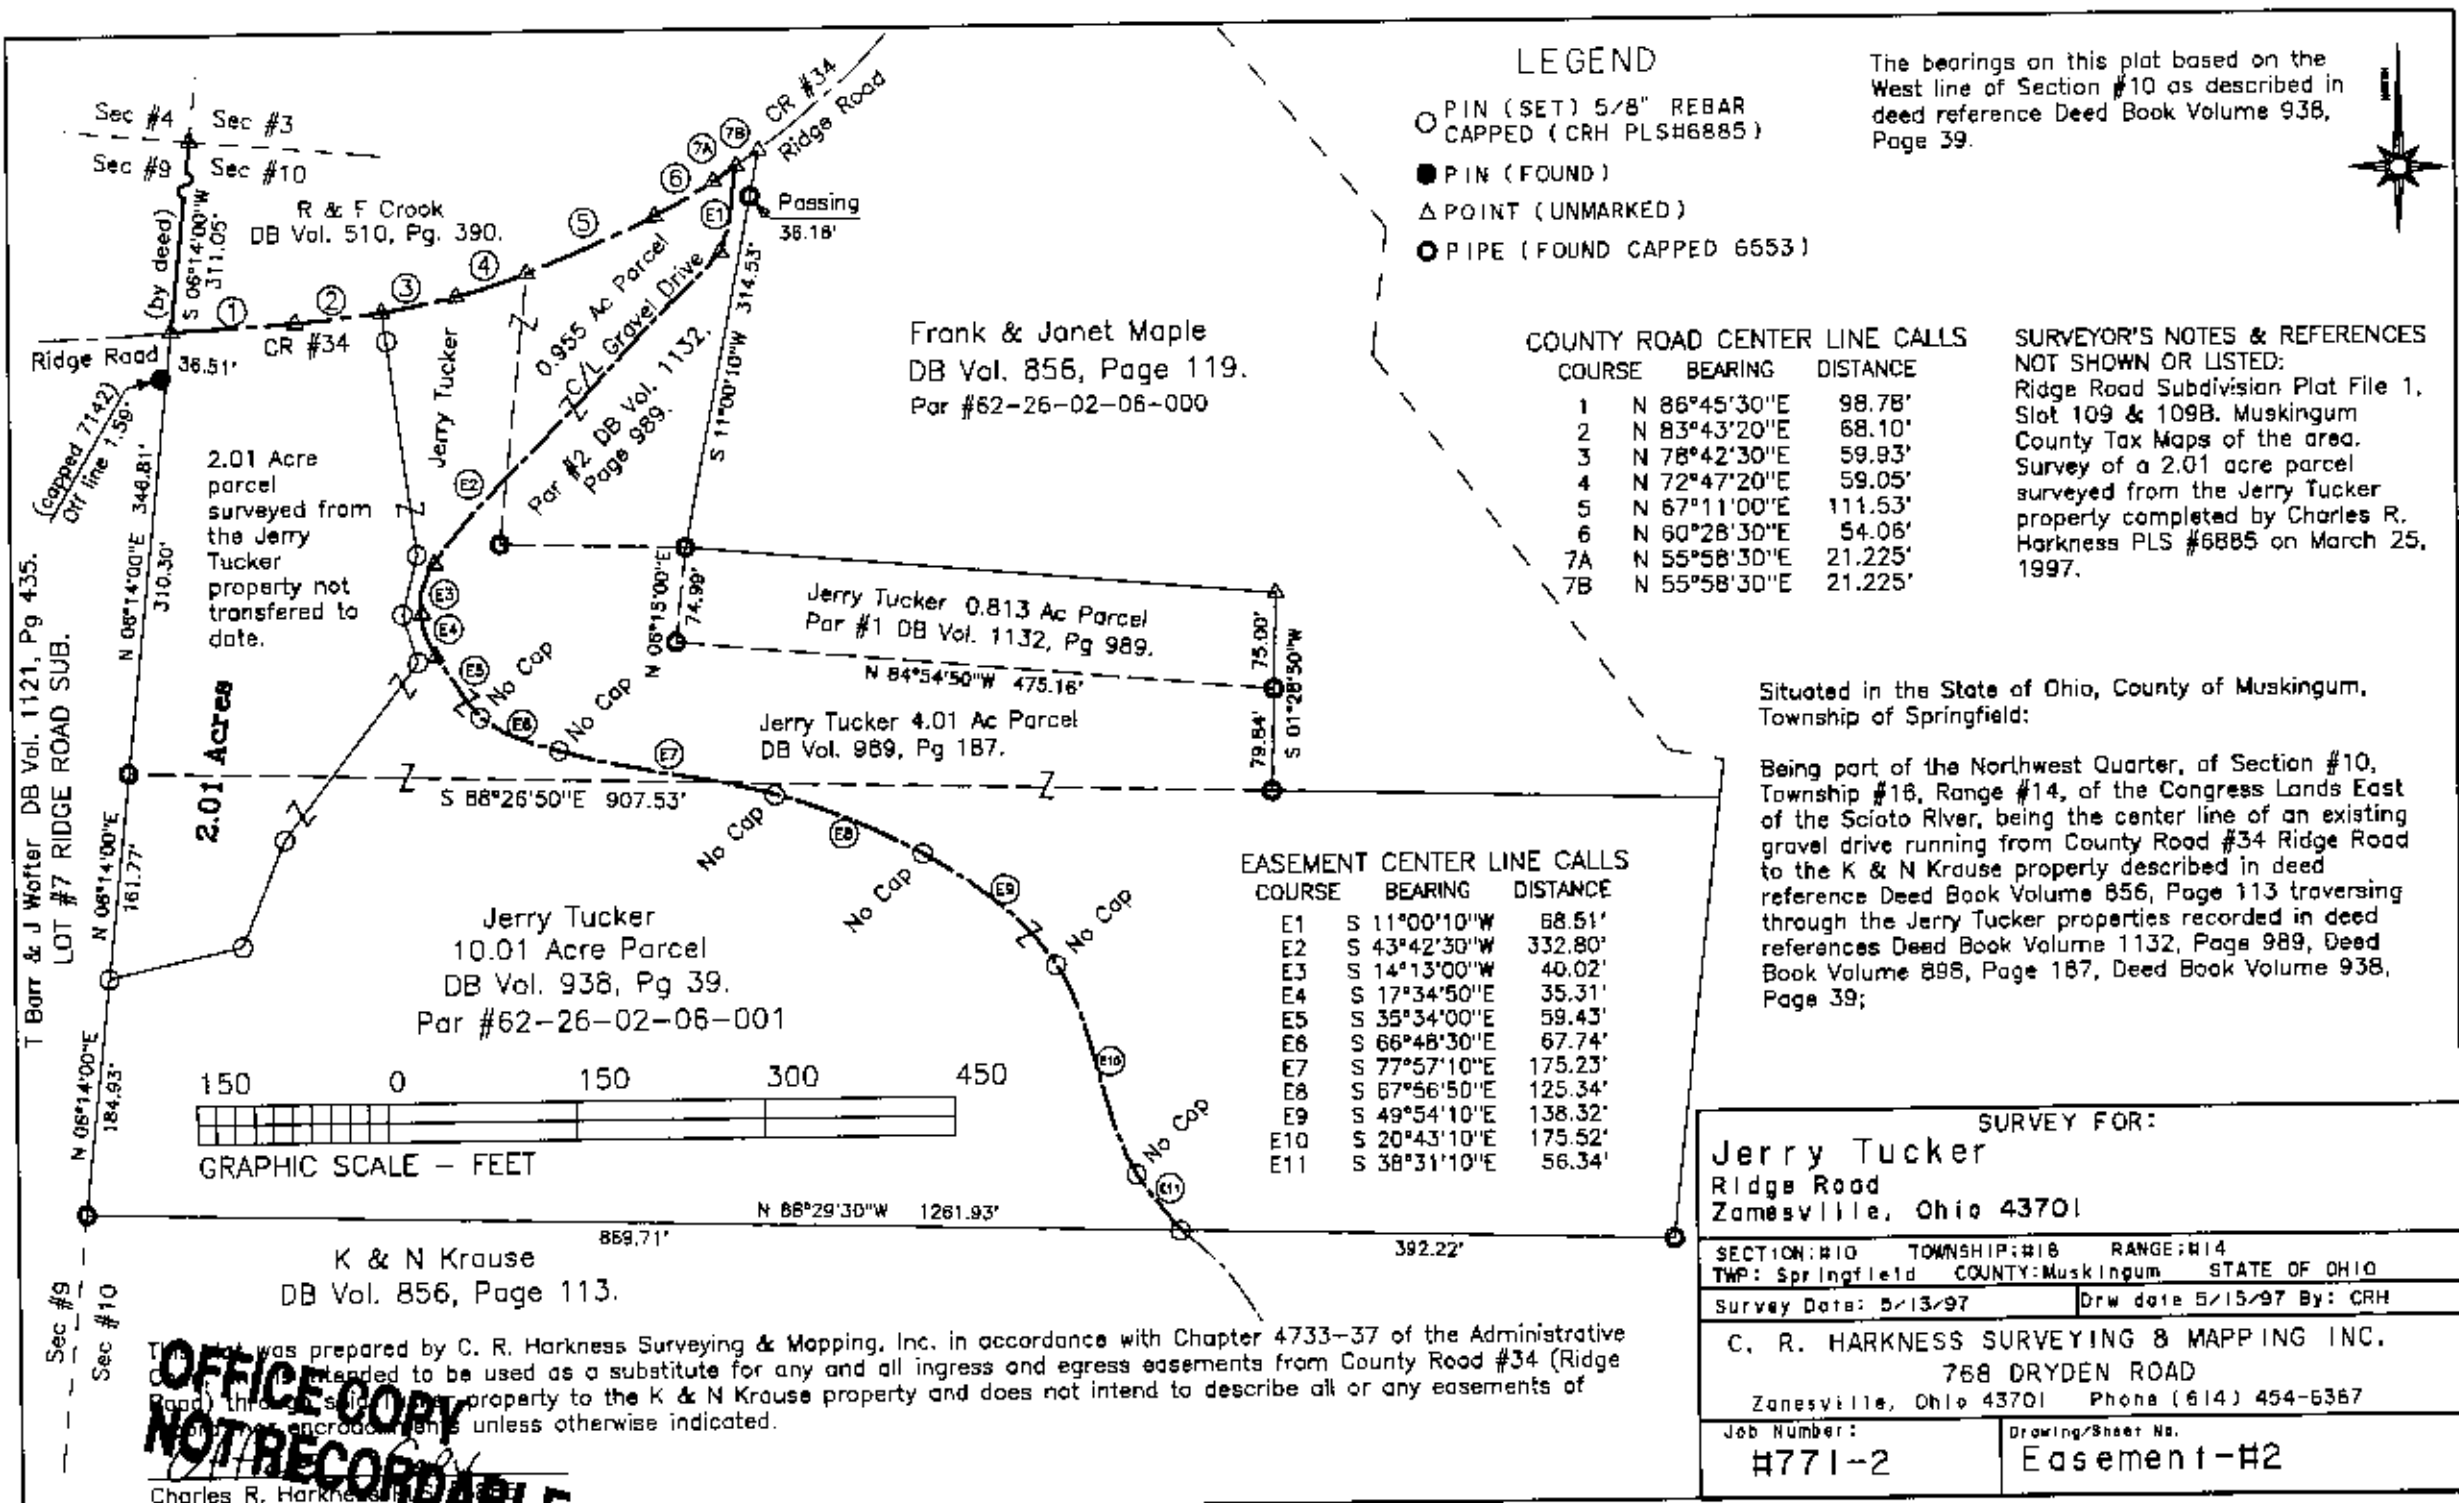 Sec #4
Sec #3
Sec #9
Sec #10
R & F Crook
DB Vol. 510, Pg. 390.
(by deed)
S 06°14'00"W
311.05'
1
2
3
4
5
6
7A
7B
CR #34
Ridge Road
Passing
36.16'
E1
Ridge Road
CR #34
36.51'
(capped 7142)
Off line 1.59'
Jerry Tucker
0.955 Ac Parcel
C/L Gravel Drive
Par #2 DB Vol. 1132,
Page 989.
S 11°00'10"W 314.53'
Frank & Janet Maple
DB Vol. 856, Page 119.
Par #62-26-02-06-000
2.01 Acre
parcel
surveyed from
the Jerry
Tucker
property not
transfered to
date.
2.01 Acres
N 06°14'00"E 346.81'
310.30'
T Barr & J Wofter DB Vol. 1121, Pg 435.
LOT #7 RIDGE ROAD SUB.
E2
E3
E4
E5
No Cap
E6
No Cap
N 06°15'00"E
74.99'
Jerry Tucker 0.813 Ac Parcel
Par #1 DB Vol. 1132, Pg 989.
N 84°54'50"W 475.16'
75.00'
79.84'
S 01°28'50"W
Jerry Tucker 4.01 Ac Parcel
DB Vol. 989, Pg 187.
E7
S 88°26'50"E 907.53'
No Cap
E8
No Cap
E9
No Cap
E10
No Cap
E11
N 06°14'00"E
161.77'
Jerry Tucker
10.01 Acre Parcel
DB Vol. 938, Pg 39.
Par #62-26-02-06-001
N 06°14'00"E
184.93'
150 0 150 300 450
GRAPHIC SCALE - FEET
N 88°29'30"W 1261.93'
869.71'
392.22'
K & N Krause
DB Vol. 856, Page 113.
Sec #9
Sec #10
LEGEND
PIN (SET) 5/8" REBAR
CAPPED (CRH PLS#6885)
PIN (FOUND)
POINT (UNMARKED)
PIPE (FOUND CAPPED 6553)
The bearings on this plat based on the
West line of Section #10 as described in
deed reference Deed Book Volume 938,
Page 39.
COUNTY ROAD CENTER LINE CALLS
COURSE BEARING DISTANCE
1 N 86°45'30"E 98.78'
2 N 83°43'20"E 68.10'
3 N 78°42'30"E 59.93'
4 N 72°47'20"E 59.05'
5 N 67°11'00"E 111.53'
6 N 60°28'30"E 54.06'
7A N 55°58'30"E 21.225'
7B N 55°58'30"E 21.225'
SURVEYOR'S NOTES & REFERENCES
NOT SHOWN OR LISTED:
Ridge Road Subdivision Plat File 1,
Slot 109 & 109B. Muskingum
County Tax Maps of the area.
Survey of a 2.01 acre parcel
surveyed from the Jerry Tucker
property completed by Charles R.
Harkness PLS #6885 on March 25,
1997.
Situated in the State of Ohio, County of Muskingum,
Township of Springfield:
Being part of the Northwest Quarter, of Section #10,
Township #16, Range #14, of the Congress Lands East
of the Scioto River, being the center line of an existing
gravel drive running from County Road #34 Ridge Road
to the K & N Krause property described in deed
reference Deed Book Volume 856, Page 113 traversing
through the Jerry Tucker properties recorded in deed
references Deed Book Volume 1132, Page 989, Deed
Book Volume 898, Page 187, Deed Book Volume 938,
Page 39;
EASEMENT CENTER LINE CALLS
COURSE BEARING DISTANCE
E1 S 11°00'10"W 68.51'
E2 S 43°42'30"W 332.80'
E3 S 14°13'00"W 40.02'
E4 S 17°34'50"E 35.31'
E5 S 35°34'00"E 59.43'
E6 S 66°48'30"E 67.74'
E7 S 77°57'10"E 175.23'
E8 S 67°56'50"E 125.34'
E9 S 49°54'10"E 138.32'
E10 S 20°43'10"E 175.52'
E11 S 38°31'10"E 56.34'
SURVEY FOR:
Jerry Tucker
Ridge Road
Zanesville, Ohio 43701
SECTION:#10 TOWNSHIP:#16 RANGE:#14
TWP: Springfield COUNTY:Muskingum STATE OF OHIO
Survey Date: 5/13/97
Drw date 5/15/97 By: CRH
C. R. HARKNESS SURVEYING & MAPPING INC.
768 DRYDEN ROAD
Zanesville, Ohio 43701 Phone (614) 454-6367
Job Number:
#771-2
Drawing/Sheet No.
Easement-#2
was prepared by C. R. Harkness Surveying & Mapping, Inc. in accordance with Chapter 4733-37 of the Administrative
intended to be used as a substitute for any and all ingress and egress easements from County Road #34 (Ridge
Road) through said property to the K & N Krause property and does not intend to describe all or any easements of
encroachments unless otherwise indicated.
OFFICE COPY
NOT RECORDABLE
Charles R. Harkness